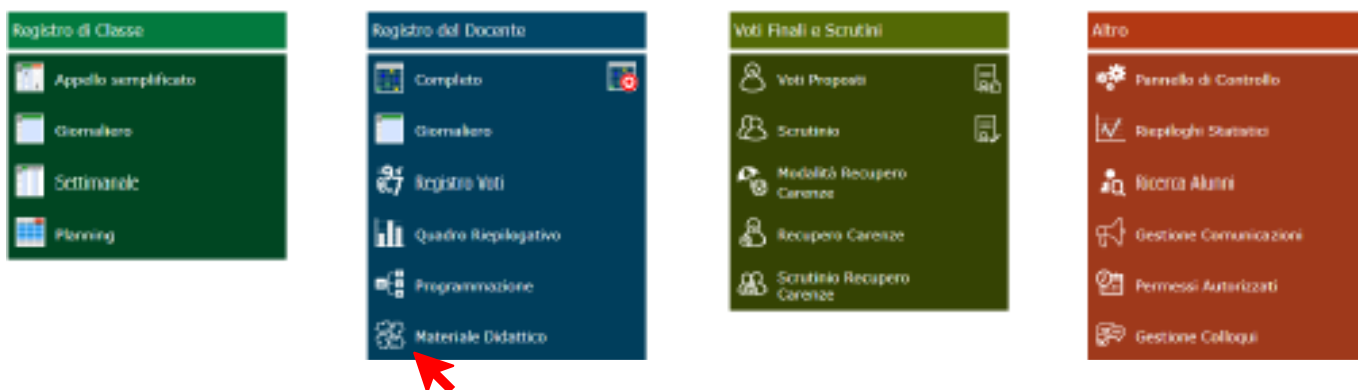 Registro di Classe
Appello semplificato
Giornaliero
Settimanale
Planning
Registro del Docente
Completo
Giornaliero
Registro Voti
Quadro Riepilogativo
Programmazione
Materiale Didattico
Voti Finali e Scrutini
Voti Proposti
Scrutinio
Modalità Recupero
Carenze
Recupero Carenze
Scrutinio Recupero
Carenze
Altro
Pannello di Controllo
Riepiloghi Statistici
Ricerca Alunni
Gestione Comunicazioni
Permessi Autorizzati
Gestione Colloqui